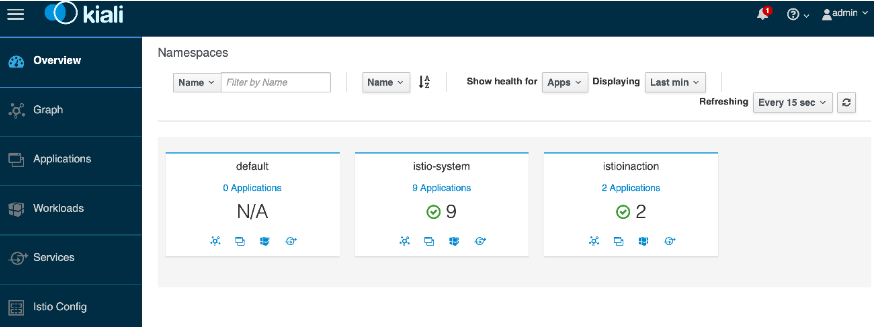 kiali
1
admin
Overview
Graph
Applications
Workloads
Services
Istio Config
Namespaces
Name Filter by Name Name Show health for Apps Displaying Last min
Refreshing Every 15 sec
default
0 Applications
N/A
istio-system
9 Applications
9
istioinaction
2 Applications
2